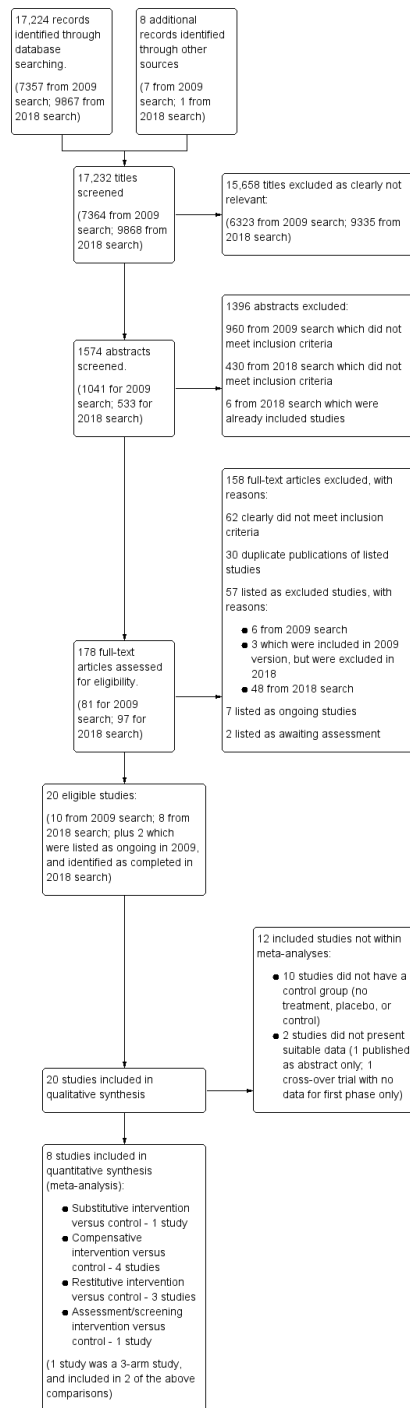 17,224 records
identified through
database
searching.
(7357 from 2009
search; 9867 from
2018 search)
8 additional
records identified
through other
sources
(7 from 2009
search; 1 from
2018 search)
17,232 titles
screened
(7364 from 2009
search; 9868 from
2018 search)
15,658 titles excluded as clearly not
relevant:
(6323 from 2009 search; 9335 from
2018 search)
1574 abstracts
screened.
(1041 for 2009
search; 533 for
2018 search)
1396 abstracts excluded:
960 from 2009 search which did not
meet inclusion criteria
430 from 2018 search which did not
meet inclusion criteria
6 from 2018 search which were
already included studies
178 full-text
articles assessed
for eligibility.
(81 for 2009
search; 97 for
2018 search)
158 full-text articles excluded, with
reasons:
62 clearly did not meet inclusion
criteria
30 duplicate publications of listed
studies
57 listed as excluded studies, with
reasons:
● 6 from 2009 search
● 3 which were included in 2009
version, but were excluded in
2018
● 48 from 2018 search
7 listed as ongoing studies
2 listed as awaiting assessment
20 eligible studies:
(10 from 2009 search; 8 from
2018 search; plus 2 which
were listed as ongoing in 2009,
and identified as completed in
2018 search)
20 studies included in
qualitative synthesis
12 included studies not within
meta-analyses:
● 10 studies did not have a
control group (no
treatment, placebo, or
control)
● 2 studies did not present
suitable data (1 published
as abstract only; 1
cross-over trial with no
data for first phase only)
8 studies included in
quantitative synthesis
(meta-analysis):
● Substitutive intervention
versus control - 1 study
● Compensative
intervention versus
control - 4 studies
● Restitutive intervention
versus control - 3 studies
● Assessment/screening
intervention versus
control - 1 study
(1 study was a 3-arm study,
and included in 2 of the above
comparisons)